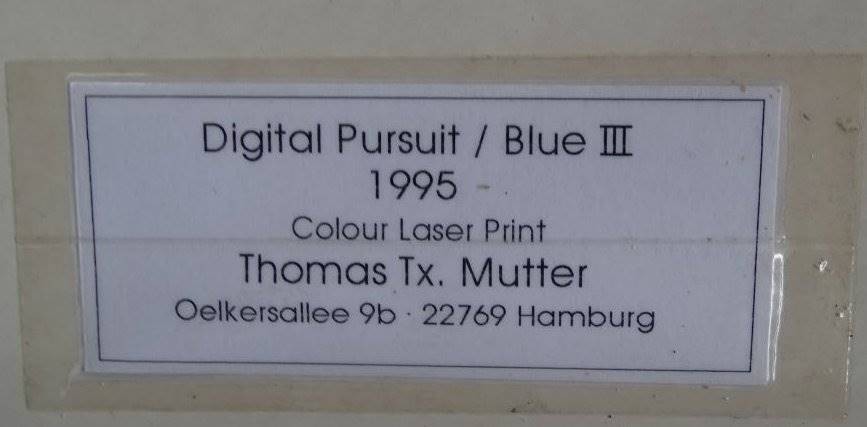 Digital Pursuit / Blue III
1995
Colour Laser Print
Thomas Tx. Mutter
Oelkersallee 9b · 22769 Hamburg